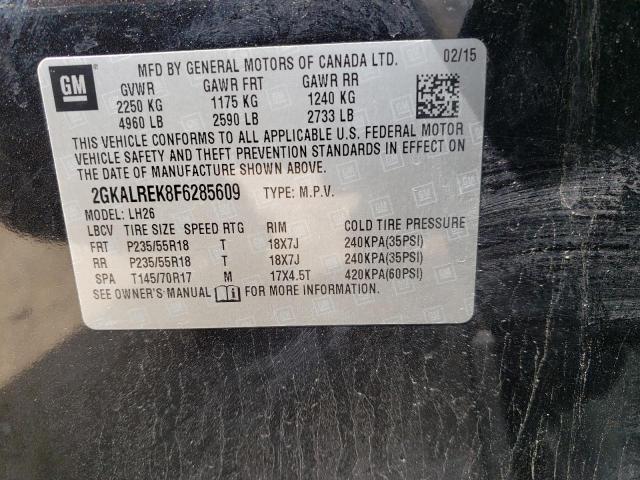 GM
MFD BY GENERAL MOTORS OF CANADA LTD. 02/15
GVWR GAWR FRT GAWR RR
2250 KG 1175 KG 1240 KG
4960 LB 2590 LB 2733 LB
THIS VEHICLE CONFORMS TO ALL APPLICABLE U.S. FEDERAL MOTOR
VEHICLE SAFETY AND THEFT PREVENTION STANDARDS IN EFFECT ON
THE DATE OF MANUFACTURE SHOWN ABOVE.
2GKALREK8F6285609 TYPE: M.P.V.
MODEL: LH26
LBCV TIRE SIZE SPEED RTG RIM COLD TIRE PRESSURE
FRT P235/55R18 T 18X7J 240KPA(35PSI)
RR P235/55R18 T 18X7J 240KPA(35PSI)
SPA T145/70R17 M 17X4.5T 420KPA(60PSI)
SEE OWNER'S MANUAL FOR MORE INFORMATION.